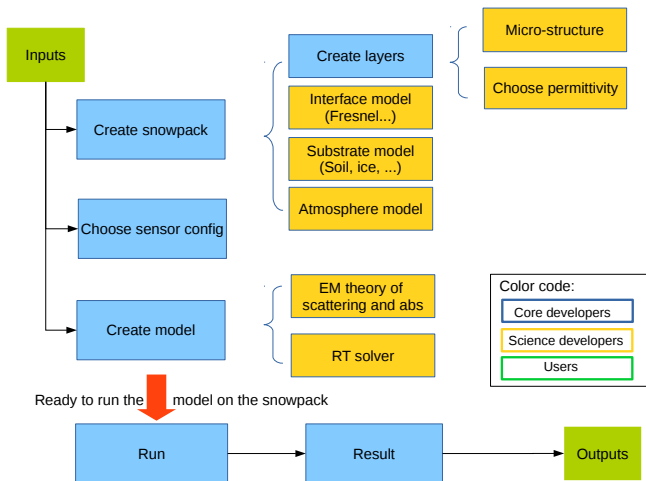 Inputs
Create snowpack
Choose sensor config
Create model
Create layers
Interface model
(Fresnel...)
Substrate model
(Soil, ice, ...)
Atmosphere model
Micro-structure
Choose permittivity
EM theory of
scattering and abs
RT solver
Color code:
Core developers
Science developers
Users
Ready to run the model on the snowpack
Run
Result
Outputs